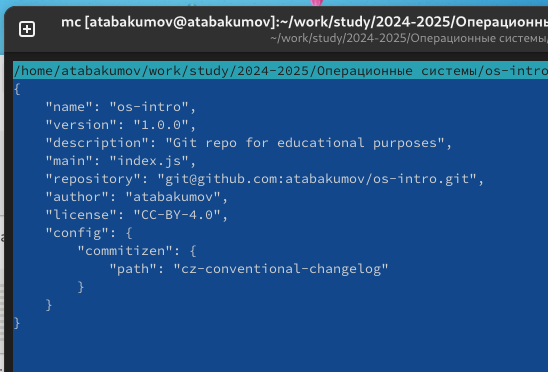 mc [atabakumov@atabakumov]:~/work/study/2024-2025/Операционн
~/work/study/2024-2025/Операционные системы/
/home/atabakumov/work/study/2024-2025/Операционные системы/os-intro
{
    "name": "os-intro",
    "version": "1.0.0",
    "description": "Git repo for educational purposes",
    "main": "index.js",
    "repository": "git@github.com:atabakumov/os-intro.git",
    "author": "atabakumov",
    "license": "CC-BY-4.0",
    "config": {
        "commitizen": {
            "path": "cz-conventional-changelog"
        }
    }
}